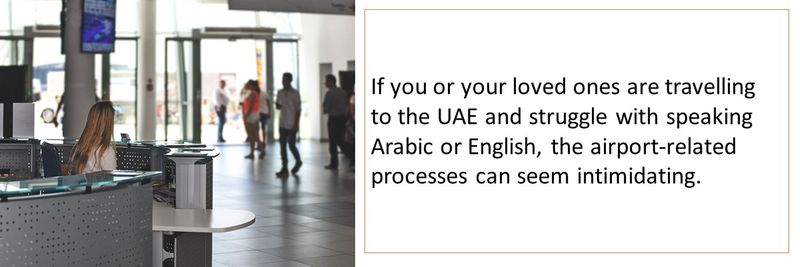 If you or your loved ones are travelling
to the UAE and struggle with speaking
Arabic or English, the airport-related
processes can seem intimidating.